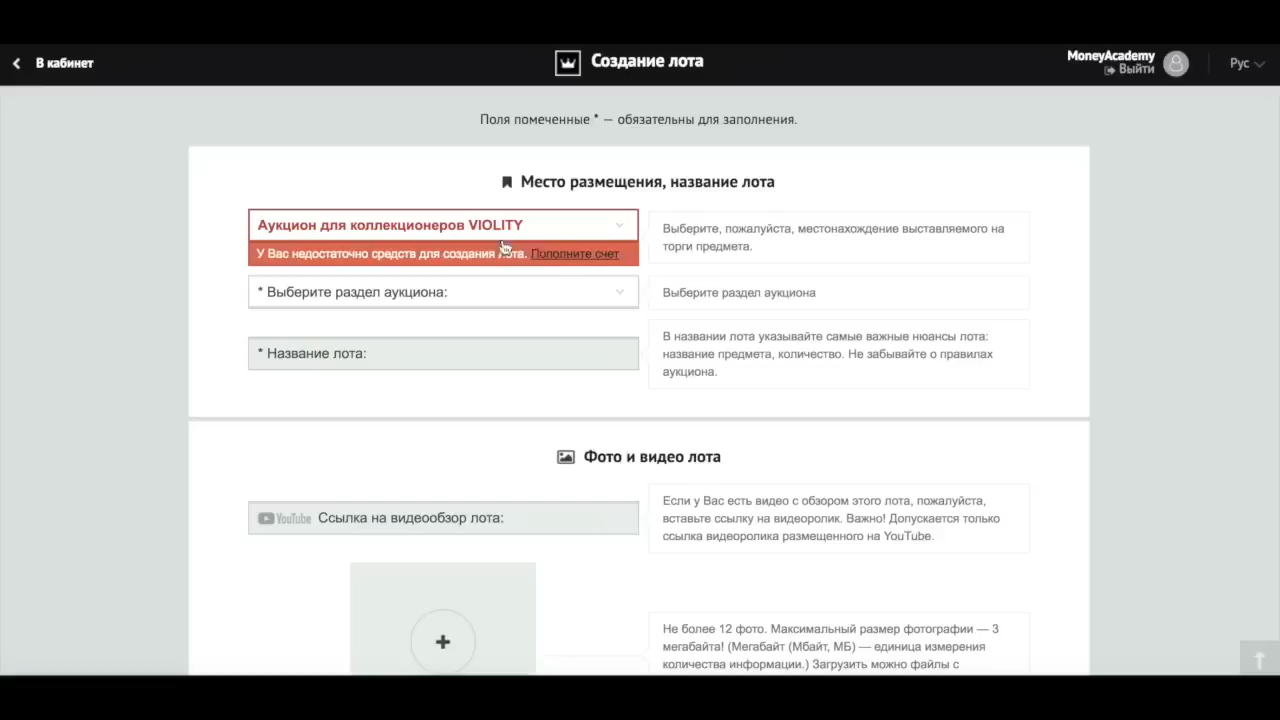 В кабинет
Создание лота
MoneyAcademy
Выйти
Рус
Поля помеченные * — обязательны для заполнения.
Место размещения, название лота
Аукцион для коллекционеров VIOLITY
У Вас недостаточно средств для создания лота. Пополните счет
Выберите, пожалуйста, местонахождение выставляемого на
торги предмета.
* Выберите раздел аукциона:
Выберите раздел аукциона
* Название лота:
В названии лота указывайте самые важные нюансы лота:
название предмета, количество. Не забывайте о правилах
аукциона.
Фото и видео лота
YouTube Ссылка на видеообзор лота:
Если у Вас есть видео с обзором этого лота, пожалуйста,
вставьте ссылку на видеоролик. Важно! Допускается только
ссылка видеоролика размещенного на YouTube.
Не более 12 фото. Максимальный размер фотографии — 3
мегабайта! (Мегабайт (Мбайт, МБ) — единица измерения
количества информации.) Загрузить можно файлы с